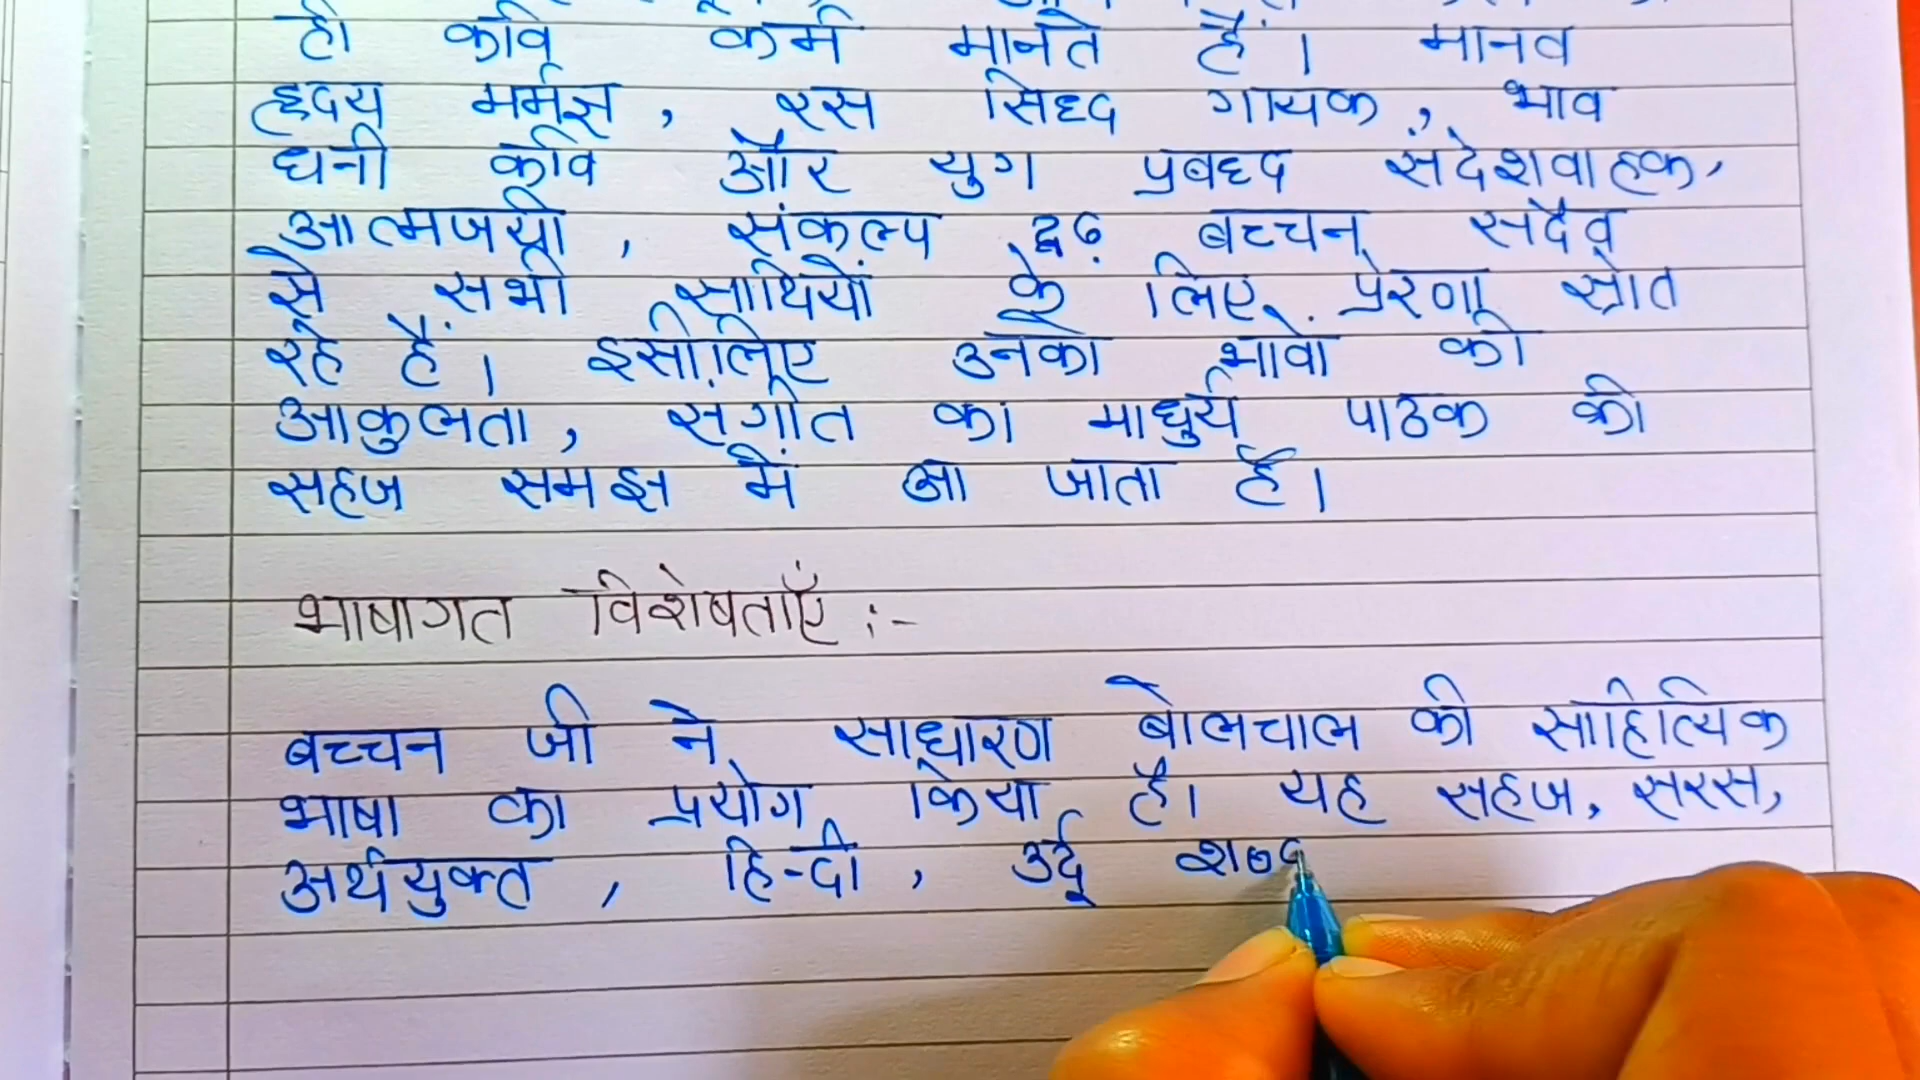 ही कवि कर्म मानते हैं। मानव
ह्रदय मर्मज्ञ, रस सिध्द गायक, भाव
धनी कवि और युग प्रबध्द संदेशवाहक,
आत्मजयी, संकल्प दृढ़ बच्चन सदैव
से सभी साथियों के लिए प्रेरणा स्रोत
रहे हैं। इसीलिए उनको भावों की
आकुलता, संगीत का माधुर्य पाठक की
सहज समझ में आ जाता है।
भाषागत विशेषताएँ :-
बच्चन जी ने साधारण बोलचाल की साहित्यिक
भाषा का प्रयोग किया है। यह सहज, सरस,
अर्थयुक्त, हिन्दी, उर्दू शब्द